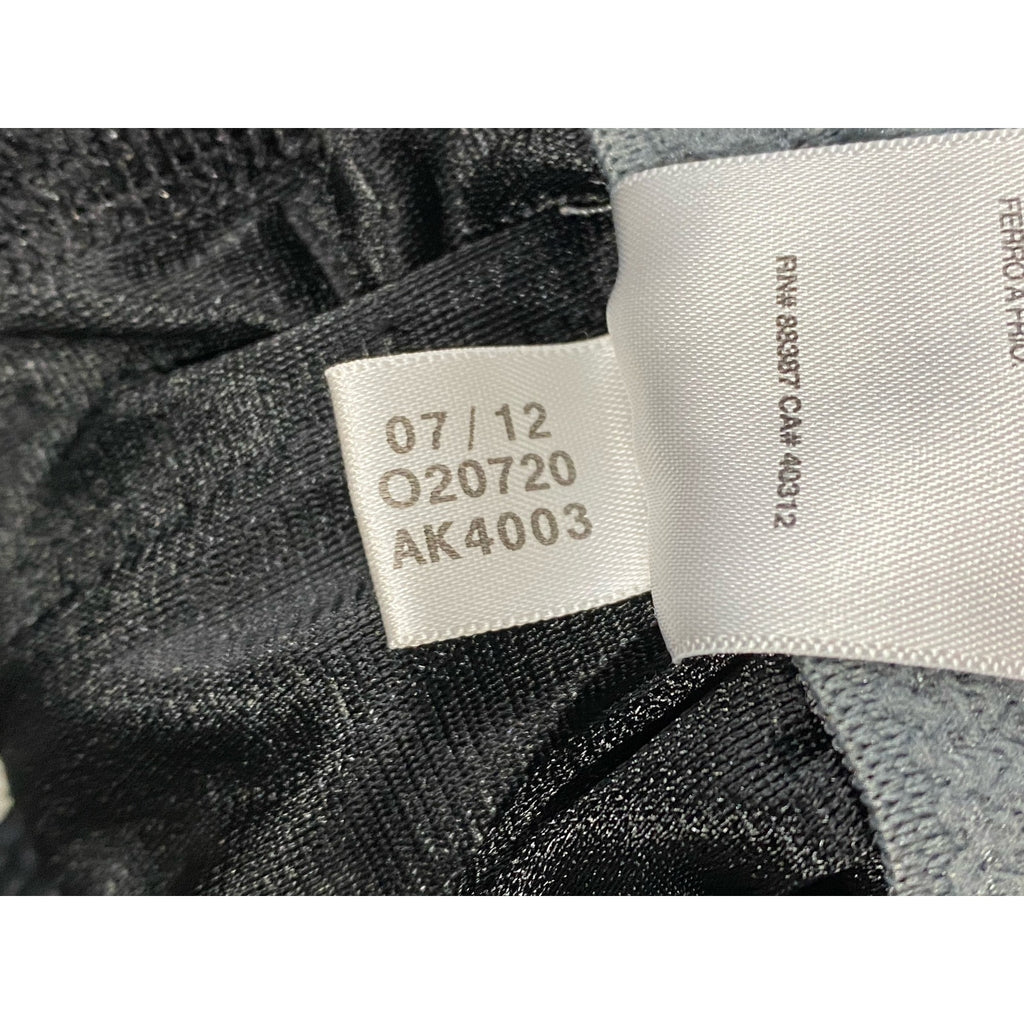 07 / 12
O20720
AK4003
RN# 88387 CA# 40312
FERRO A FRIO.